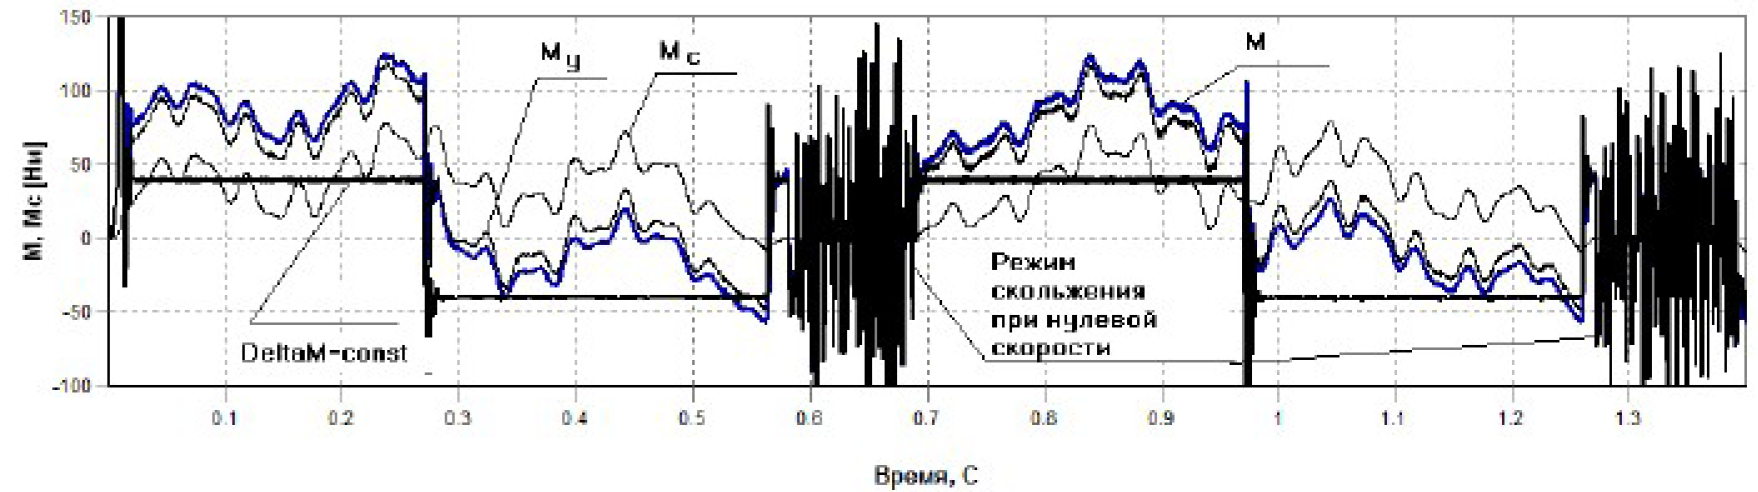 150
100
50
0
-50
-100
M, Mc [Нм]
My
Mc
M
DeltaM-const
Режим
скольжения
при нулевой
скорости
0.1 0.2 0.3 0.4 0.5 0.6 0.7 0.8 0.9 1 1.1 1.2 1.3
Время, С